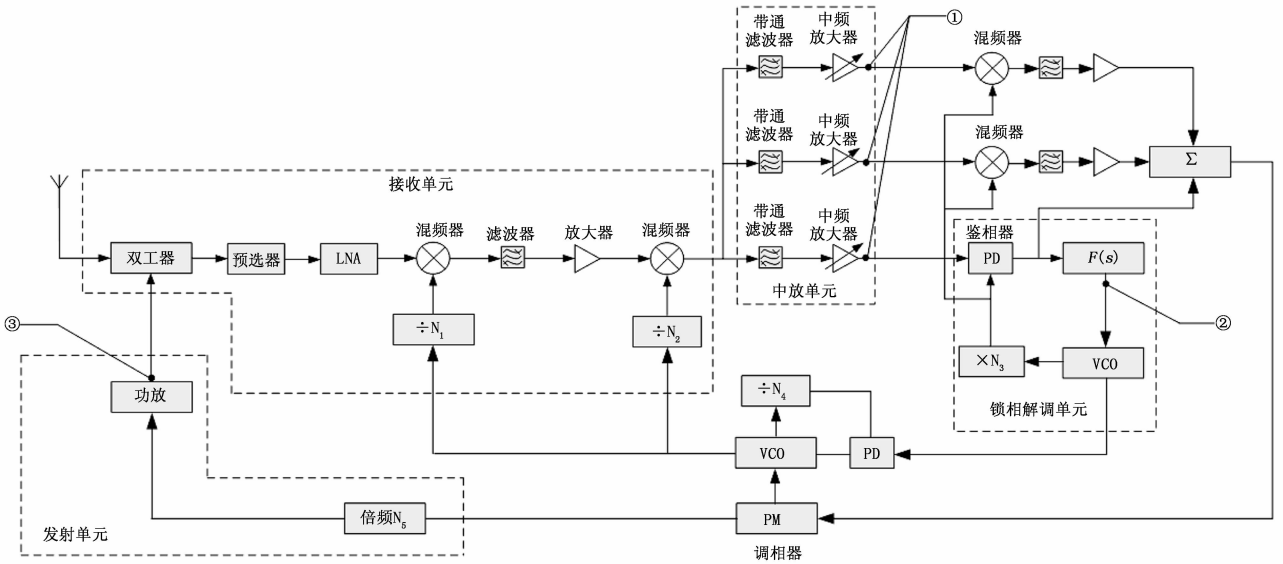 带通
滤波器
中频
放大器
①
混频器
带通
滤波器
中频
放大器
混频器
Σ
接收单元
带通
滤波器
中频
放大器
混频器
滤波器
放大器
混频器
鉴相器
双工器
预选器
LNA
PD
F(s)
中放单元
③
÷N₁
÷N₂
②
×N₃
VCO
功放
÷N₄
锁相解调单元
VCO
PD
倍频N₅
PM
发射单元
调相器